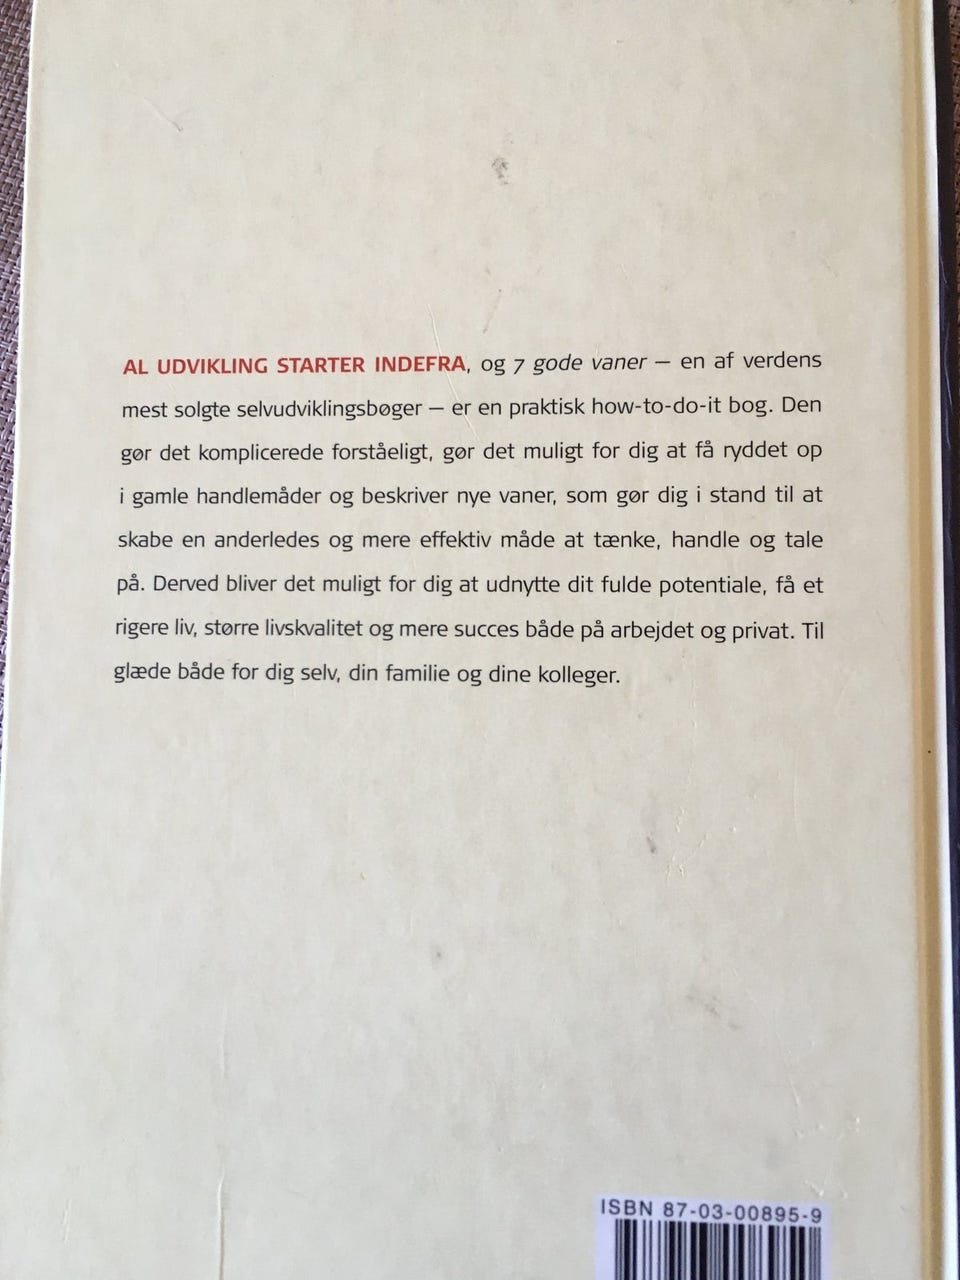 AL UDVIKLING STARTER INDEFRA, og 7 gode vaner – en af verdens
mest solgte selvudviklingsbøger – er en praktisk how-to-do-it bog. Den
gør det komplicerede forståeligt, gør det muligt for dig at få ryddet op
i gamle handlemåder og beskriver nye vaner, som gør dig i stand til at
skabe en anderledes og mere effektiv måde at tænke, handle og tale
på. Derved bliver det muligt for dig at udnytte dit fulde potentiale, få et
rigere liv, større livskvalitet og mere succes både på arbejdet og privat. Til
glæde både for dig selv, din familie og dine kolleger.
ISBN 87-03-00895-9